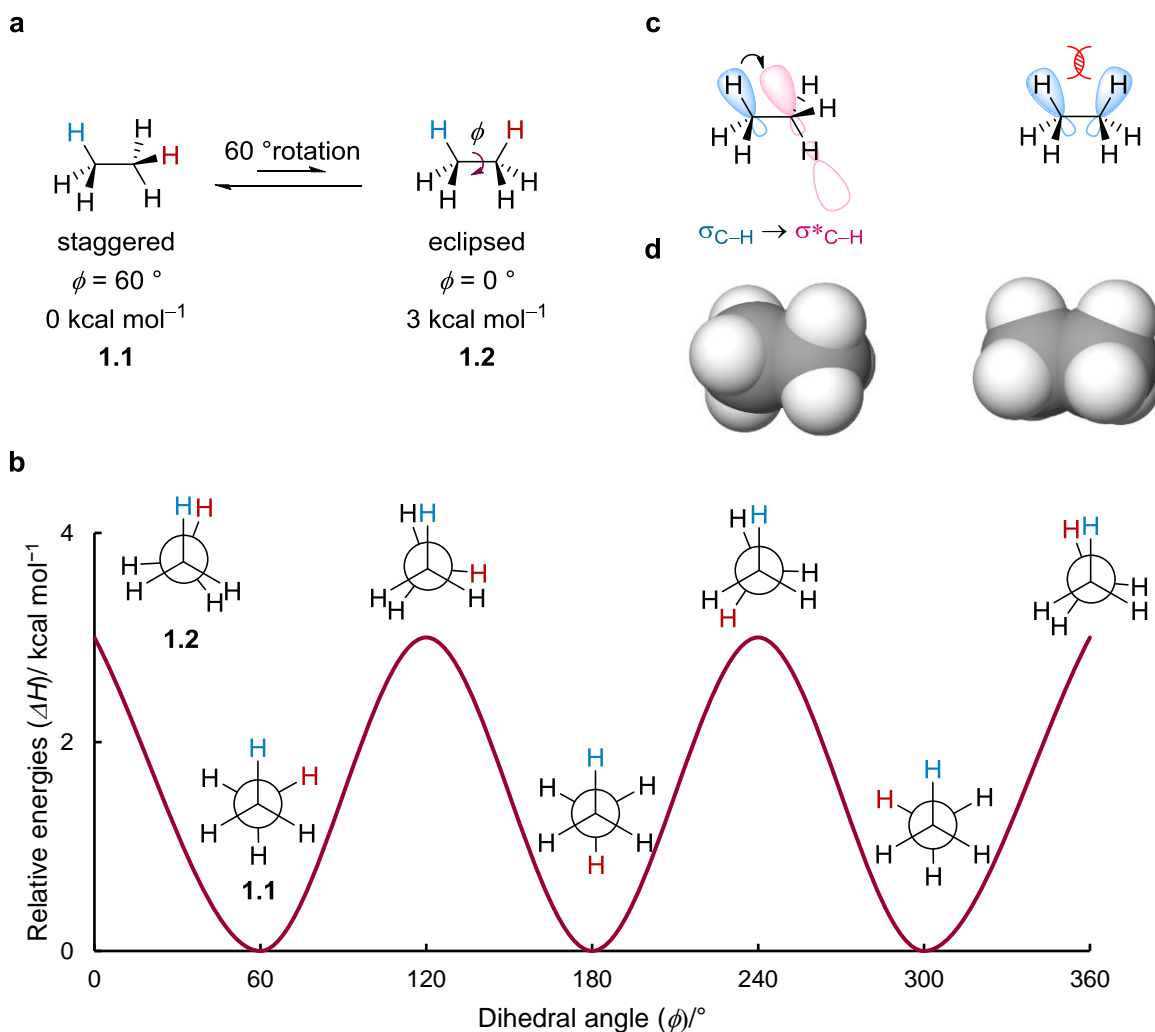 a
H
H
H
H
H
H
H
staggered
ϕ = 60 °
0 kcal mol⁻¹
1.1
60 °rotation
H
ϕ
H
H
H
H
H
eclipsed
ϕ = 0 °
3 kcal mol⁻¹
1.2
c
H
H
H
H
H
H
σC–H → σ*C–H
H
H
H
H
H
H
d
b
Relative energies (ΔH)/ kcal mol⁻¹
4
2
0
H H
H
H
H
H
1.2
H H
H
H
H
H
H
H
H
H
H
H
H H
H
H
H
H
H
H
H
H
H
H
1.1
H
H
H
H
H
H
H
H
H
H
H
H
0
60
120
180
240
300
360
Dihedral angle (ϕ)/°